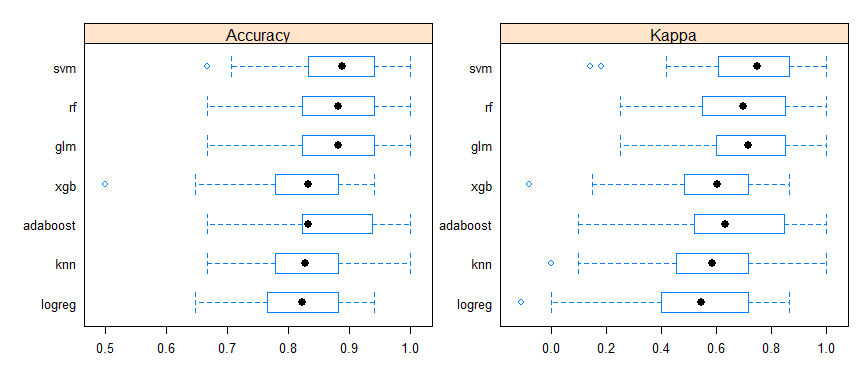 Accuracy
Kappa
svm
rf
glm
xgb
adaboost
knn
logreg
svm
rf
glm
xgb
adaboost
knn
logreg
0.5 0.6 0.7 0.8 0.9 1.0
0.0 0.2 0.4 0.6 0.8 1.0